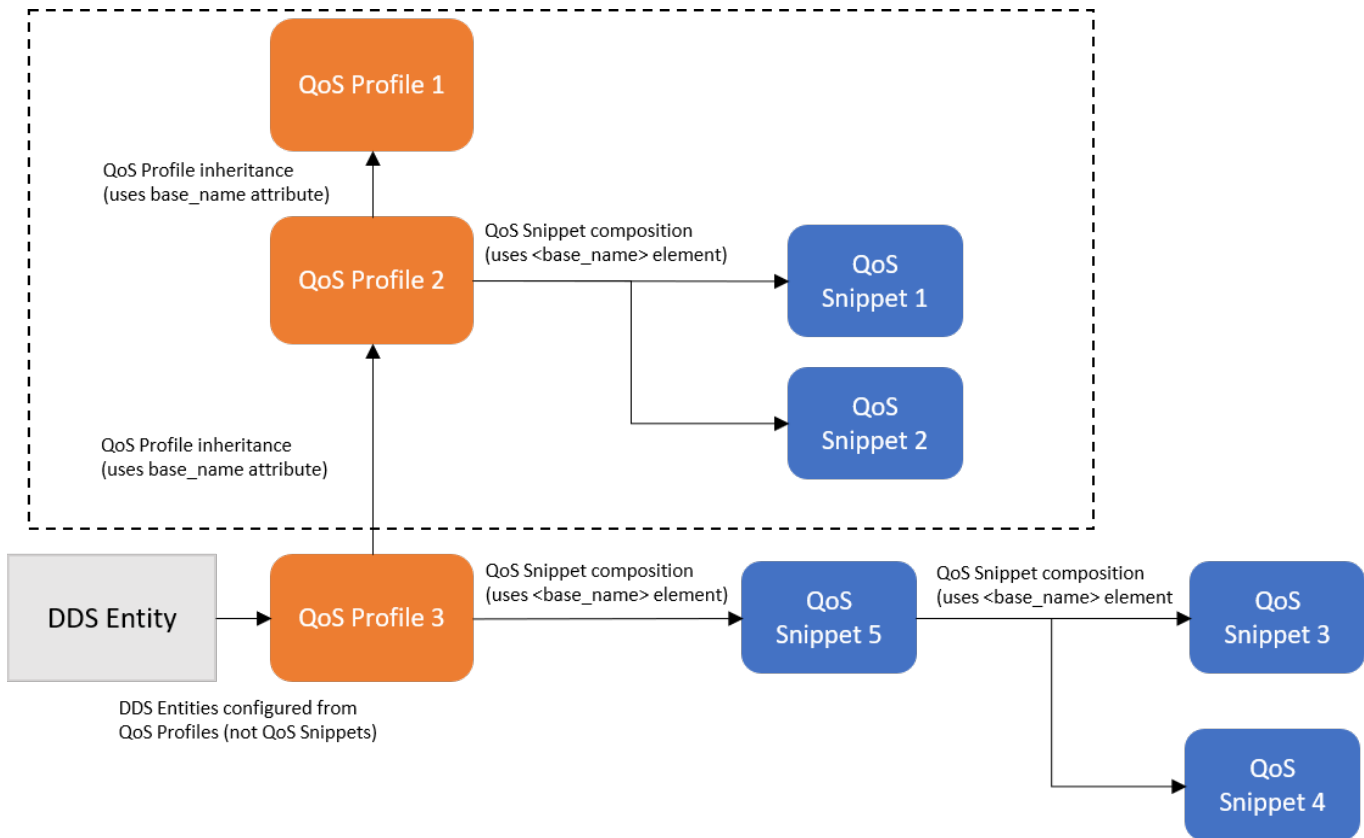 QoS Profile 1
QoS Profile inheritance
(uses base_name attribute)
QoS Profile 2
QoS Snippet composition
(uses <base_name> element)
QoS
Snippet 1
QoS
Snippet 2
QoS Profile inheritance
(uses base_name attribute)
DDS Entity
QoS Profile 3
QoS Snippet composition
(uses <base_name> element)
QoS
Snippet 5
QoS Snippet composition
(uses <base_name> element
QoS
Snippet 3
DDS Entities configured from
QoS Profiles (not QoS Snippets)
QoS
Snippet 4